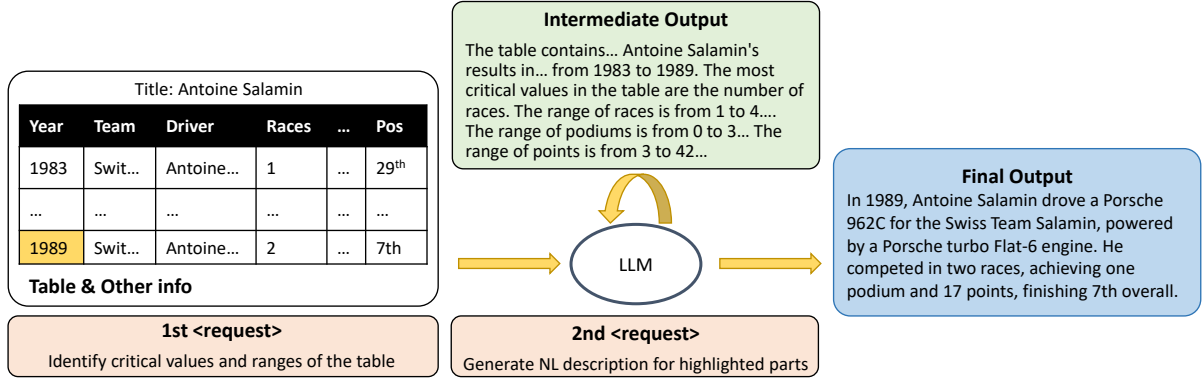 Title: Antoine Salamin
Year Team Driver Races ... Pos
1983 Swit... Antoine... 1 ... 29th
... ... ... ... ... ...
1989 Swit... Antoine... 2 ... 7th
Table & Other info
1st <request>
Identify critical values and ranges of the table
Intermediate Output
The table contains... Antoine Salamin's
results in... from 1983 to 1989. The most
critical values in the table are the number of
races. The range of races is from 1 to 4....
The range of podiums is from 0 to 3... The
range of points is from 3 to 42...
LLM
2nd <request>
Generate NL description for highlighted parts
Final Output
In 1989, Antoine Salamin drove a Porsche
962C for the Swiss Team Salamin, powered
by a Porsche turbo Flat-6 engine. He
competed in two races, achieving one
podium and 17 points, finishing 7th overall.